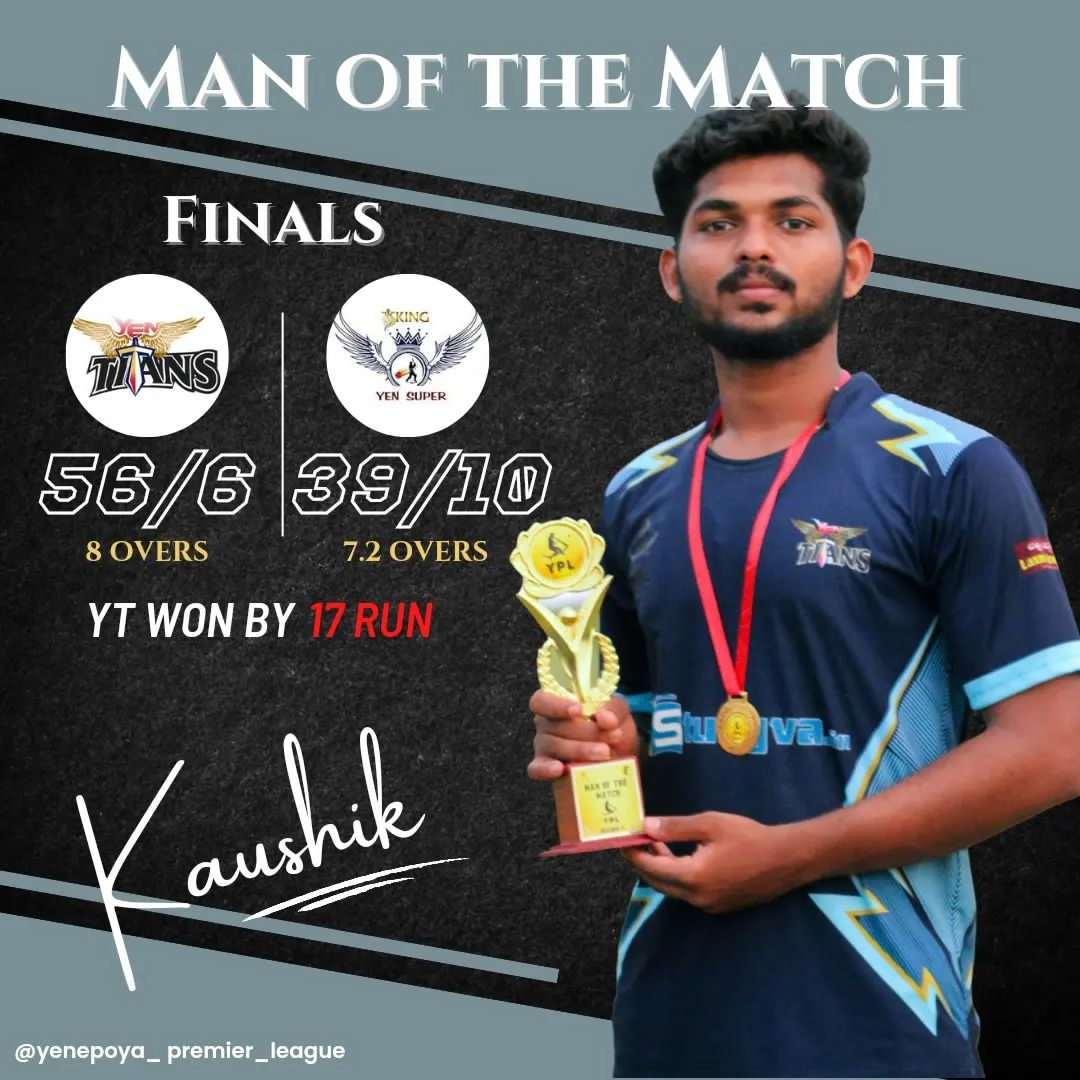 MAN OF THE MATCH
FINALS
YEN
TITANS
KING
YEN SUPER
56/6
39/10
8 OVERS
7.2 OVERS
YT WON BY 17 RUN
YPL
YEN
TITANS
MAN OF THE
MATCH
YPL
Kaushik
@yenepoya_ premier_league